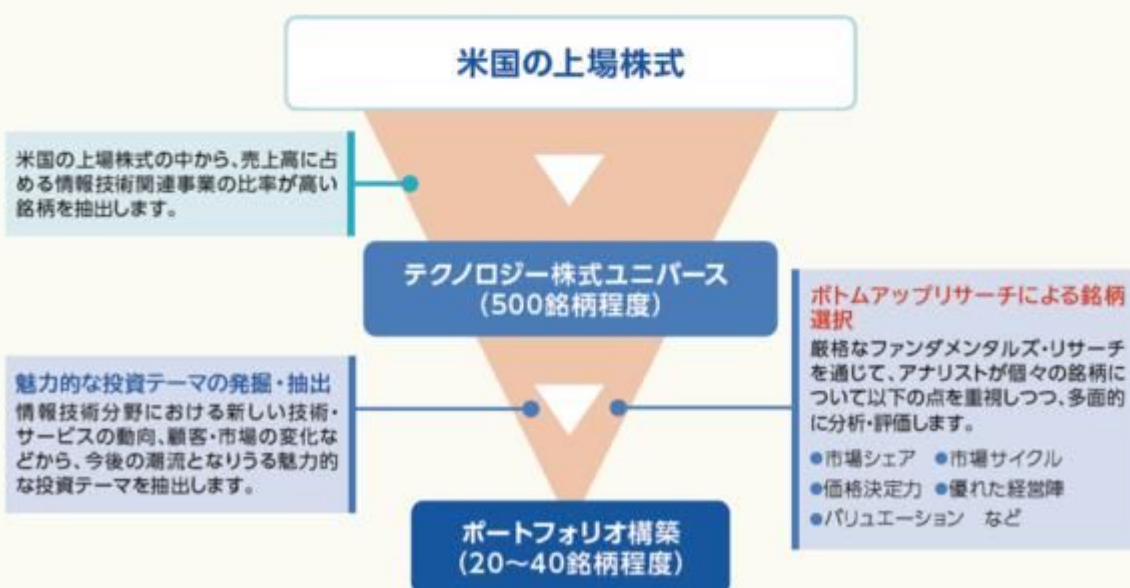 米国の上場株式
米国の上場株式の中から、売上高に占
める情報技術関連事業の比率が高い
銘柄を抽出します。
テクノロジー株式ユニバース
(500銘柄程度)
魅力的な投資テーマの発掘・抽出
情報技術分野における新しい技術・
サービスの動向、顧客・市場の変化な
どから、今後の潮流となりうる魅力的
な投資テーマを抽出します。
ボトムアップリサーチによる銘柄
選択
厳格なファンダメンタルズ・リサーチ
を通じて、アナリストが個々の銘柄に
ついて以下の点を重視しつつ、多面的
に分析・評価します。
●市場シェア ●市場サイクル
●価格決定力 ●優れた経営陣
●バリュエーション など
ポートフォリオ構築
(20～40銘柄程度)